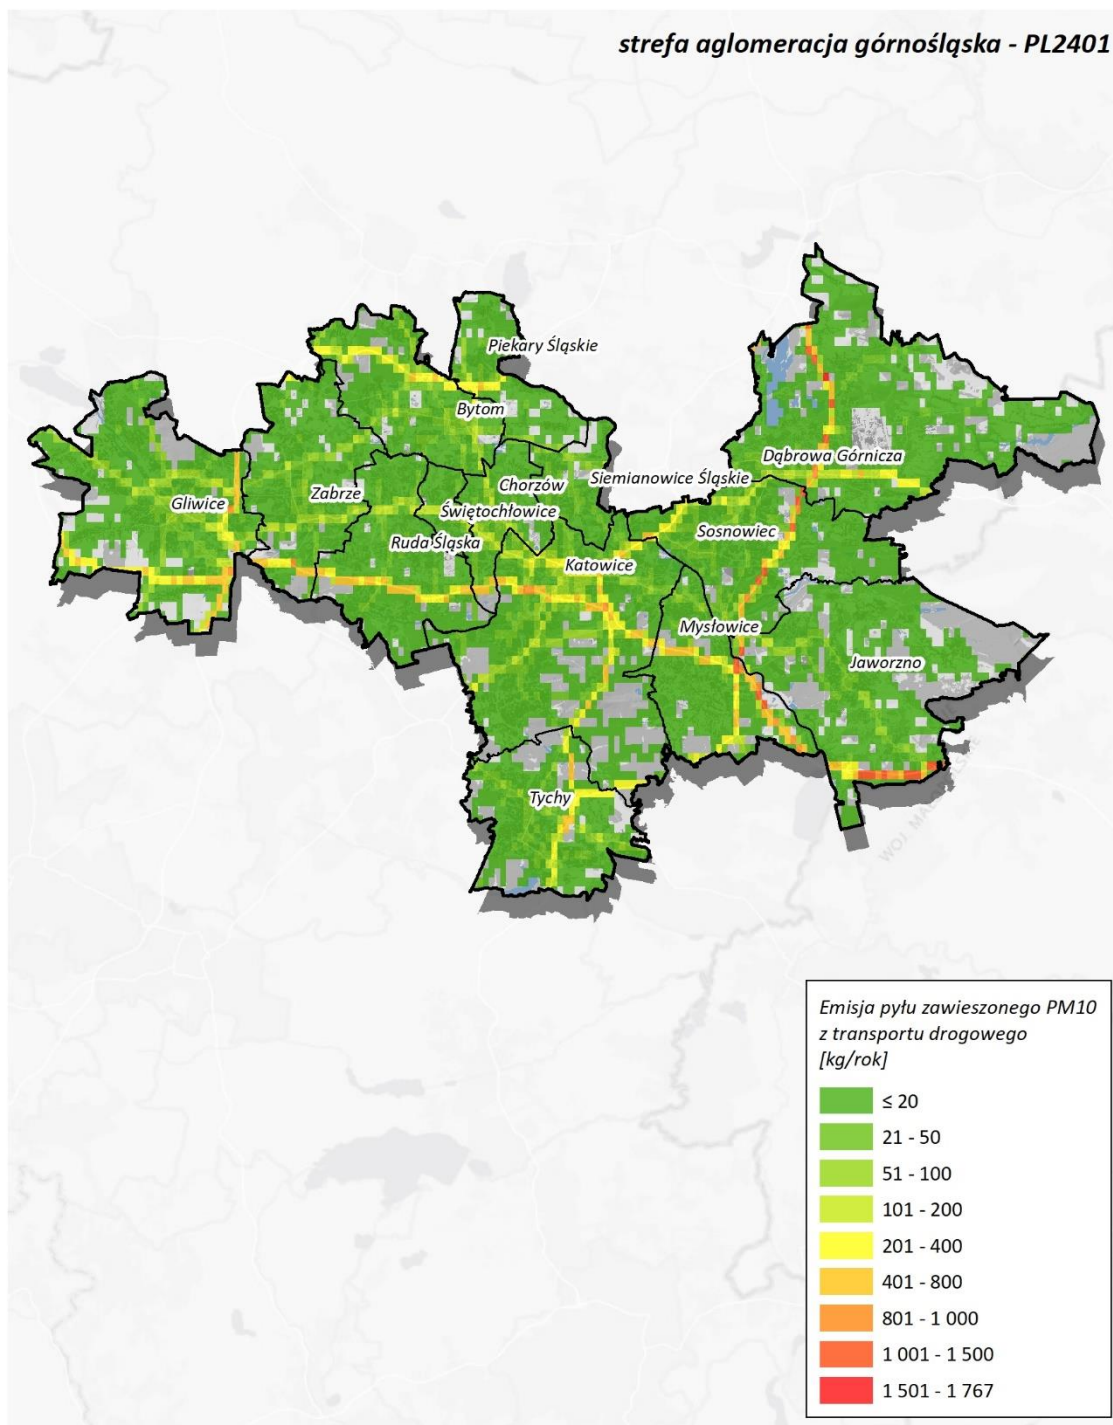 strefa aglomeracja górnośląska - PL2401
Piekary Śląskie
Bytom
Dąbrowa Górnicza
Siemianowice Śląskie
Chorzów
Zabrze
Gliwice
Świętochłowice
Sosnowiec
Ruda Śląska
Katowice
Mysłowice
Jaworzno
Tychy
Emisja pyłu zawieszonego PM10
z transportu drogowego
[kg/rok]
≤ 20
21 - 50
51 - 100
101 - 200
201 - 400
401 - 800
801 - 1 000
1 001 - 1 500
1 501 - 1 767